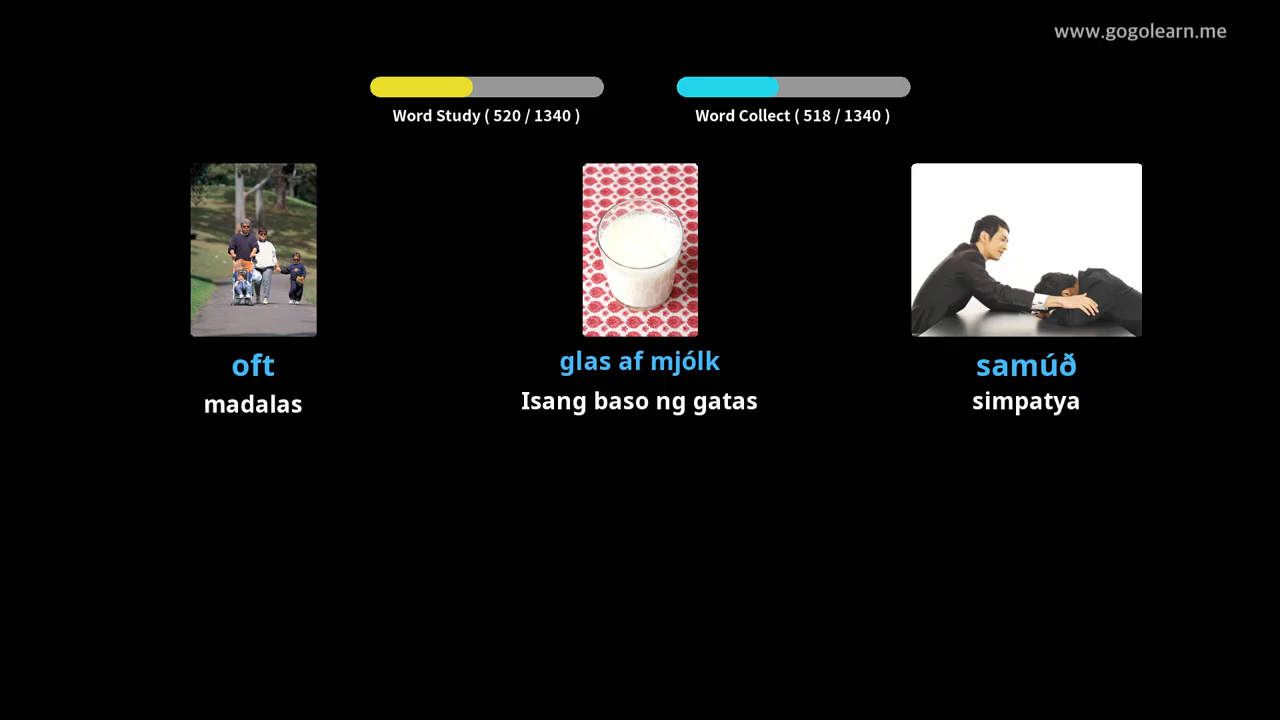 www.gogolearn.me
Word Study ( 520 / 1340 )
Word Collect ( 518 / 1340 )
oft
madalas
glas af mjólk
Isang baso ng gatas
samúð
simpatya